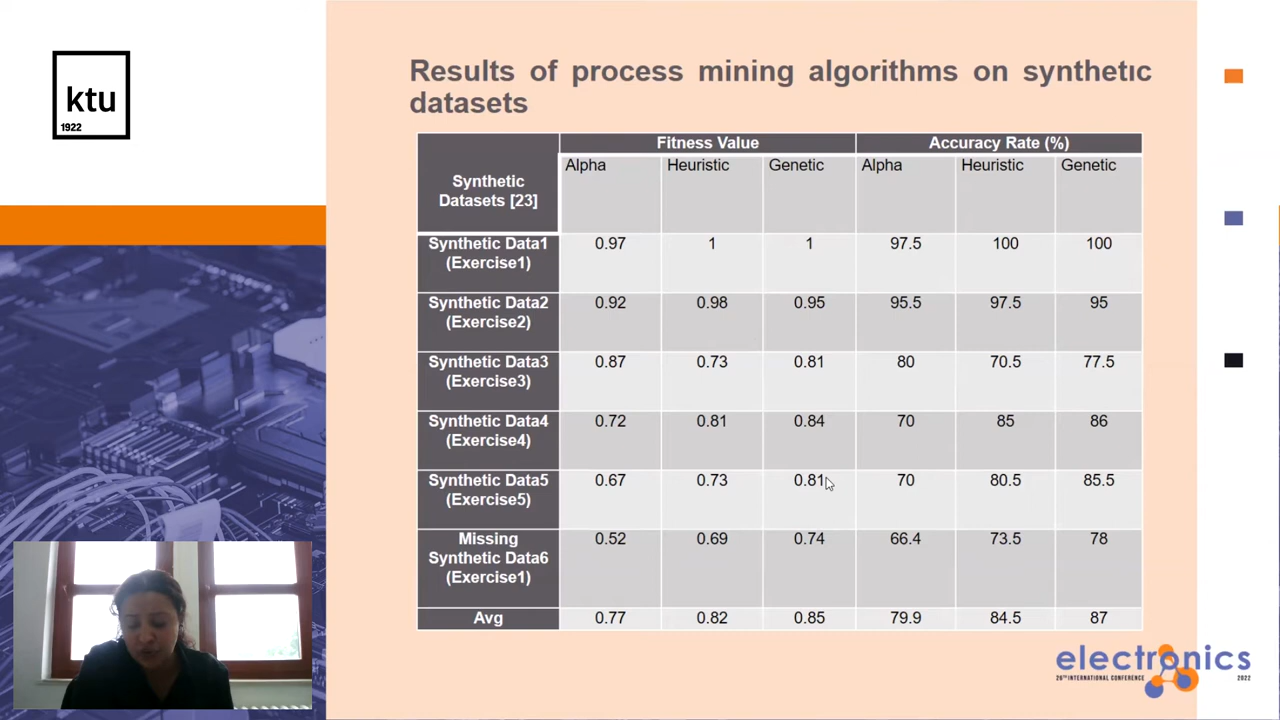 ktu
1922
Results of process mining algorithms on synthetıc
datasets
Synthetic Datasets [23] Fitness Value Accuracy Rate (%)
Alpha Heuristic Genetic Alpha Heuristic Genetic
Synthetic Data1 (Exercise1) 0.97 1 1 97.5 100 100
Synthetic Data2 (Exercise2) 0.92 0.98 0.95 95.5 97.5 95
Synthetic Data3 (Exercise3) 0.87 0.73 0.81 80 70.5 77.5
Synthetic Data4 (Exercise4) 0.72 0.81 0.84 70 85 86
Synthetic Data5 (Exercise5) 0.67 0.73 0.81 70 80.5 85.5
Missing Synthetic Data6 (Exercise1) 0.52 0.69 0.74 66.4 73.5 78
Avg 0.77 0.82 0.85 79.9 84.5 87
electronics
26TH INTERNATIONAL CONFERENCE 2022